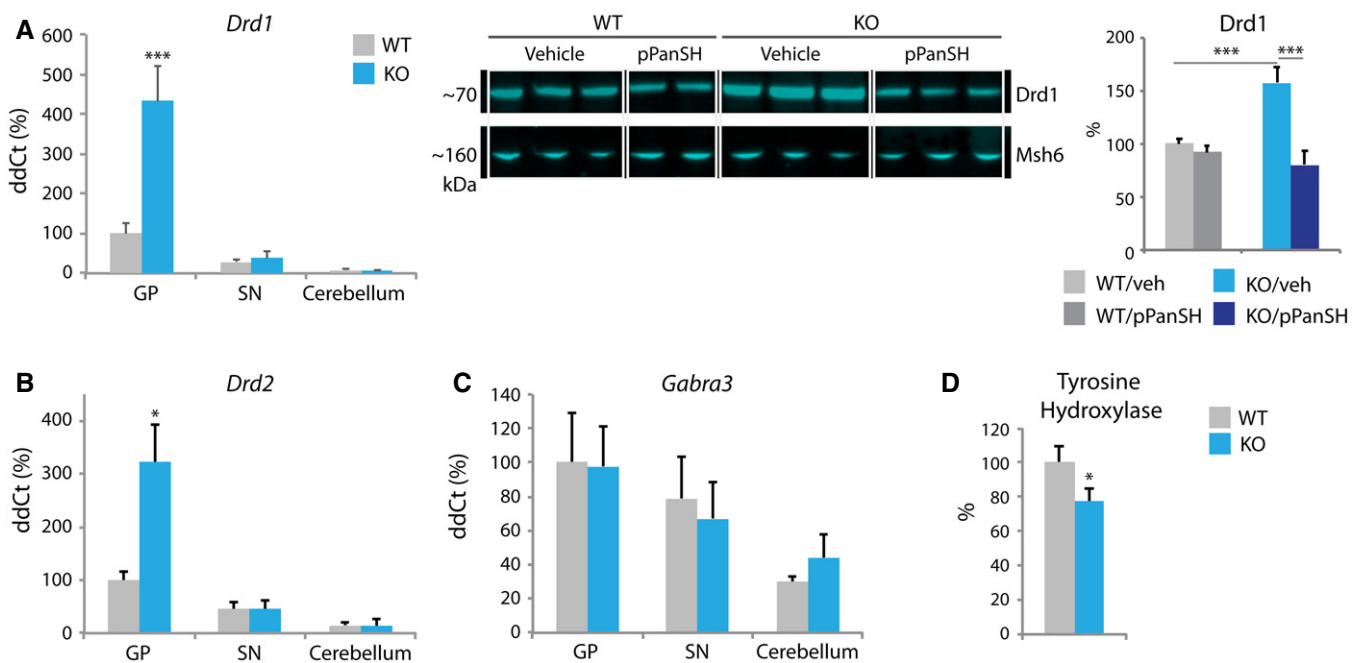 A
Drd1
WT
KO
ddCt (%)
600
500
400
300
200
100
0
***
GP
SN
Cerebellum
WT
KO
Vehicle
pPanSH
Vehicle
pPanSH
~70
Drd1
~160
Msh6
kDa
Drd1
%
200
150
100
50
0
***
***
WT/veh
KO/veh
WT/pPanSH
KO/pPanSH
B
Drd2
ddCt (%)
400
300
200
100
0
*
GP
SN
Cerebellum
C
Gabra3
ddCt (%)
140
120
100
80
60
40
20
0
GP
SN
Cerebellum
D
Tyrosine
Hydroxylase
%
120
100
80
60
40
20
0
*
WT
KO